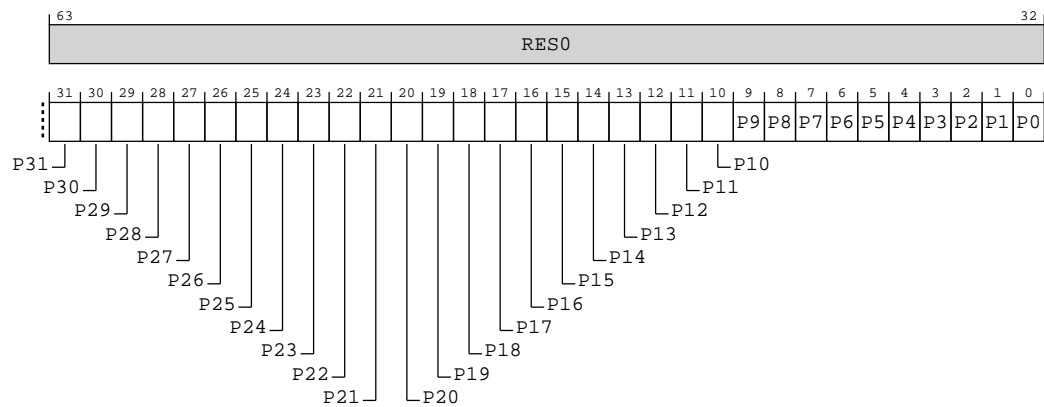 63 32
RES0
31 30 29 28 27 26 25 24 23 22 21 20 19 18 17 16 15 14 13 12 11 10 9 8 7 6 5 4 3 2 1 0
P9 P8 P7 P6 P5 P4 P3 P2 P1 P0
P31 P10
P30 P11
P29 P12
P28 P13
P27 P14
P26 P15
P25 P16
P24 P17
P23 P18
P22 P19
P21 P20